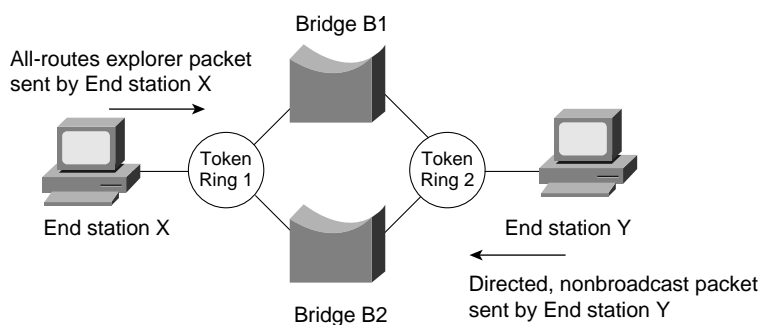 Bridge B1
All-routes explorer packet
sent by End station X
Token
Ring 1
Token
Ring 2
End station X
End station Y
Directed, nonbroadcast packet
sent by End station Y
Bridge B2